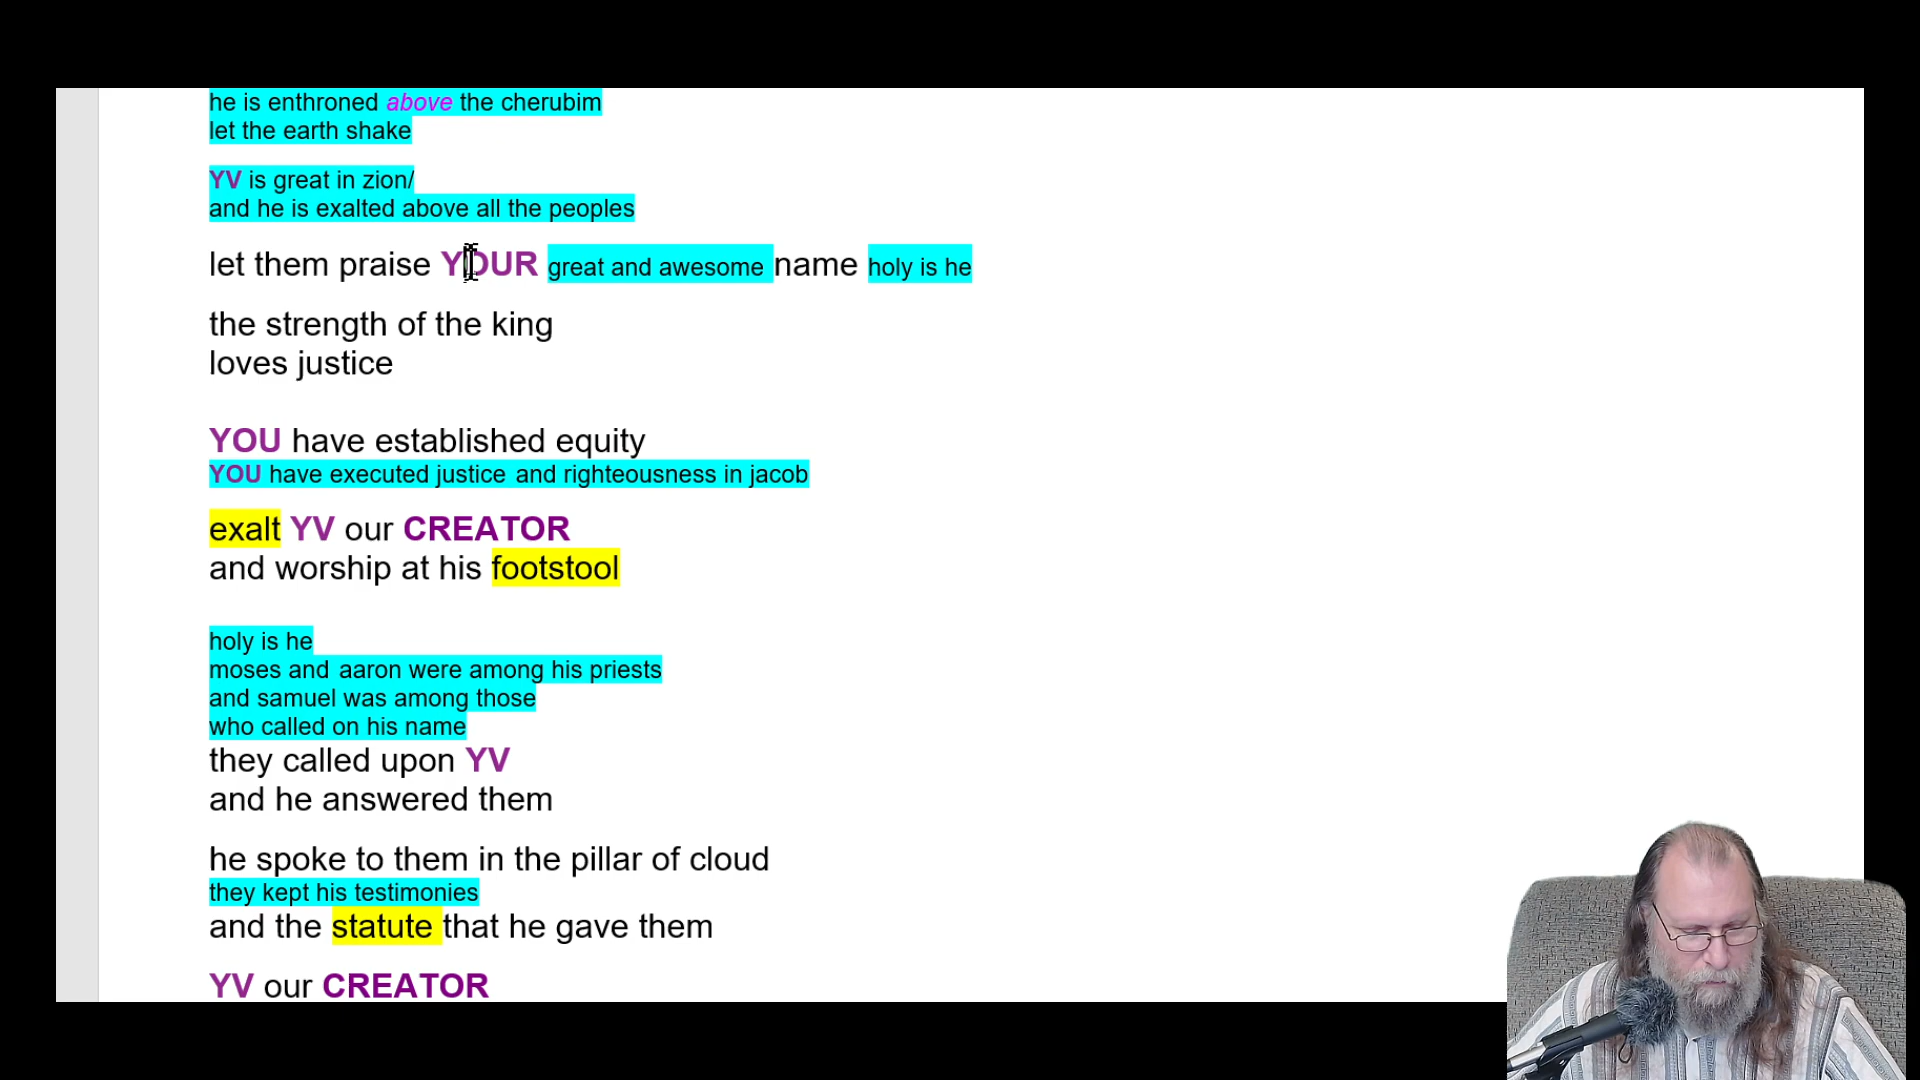 he is enthroned above the cherubim
let the earth shake
YV is great in zion/
and he is exalted above all the peoples
let them praise YOUR great and awesome name holy is he
the strength of the king
loves justice
YOU have established equity
YOU have executed justice and righteousness in jacob
exalt YV our CREATOR
and worship at his footstool
holy is he
moses and aaron were among his priests
and samuel was among those
who called on his name
they called upon YV
and he answered them
he spoke to them in the pillar of cloud
they kept his testimonies
and the statute that he gave them
YV our CREATOR